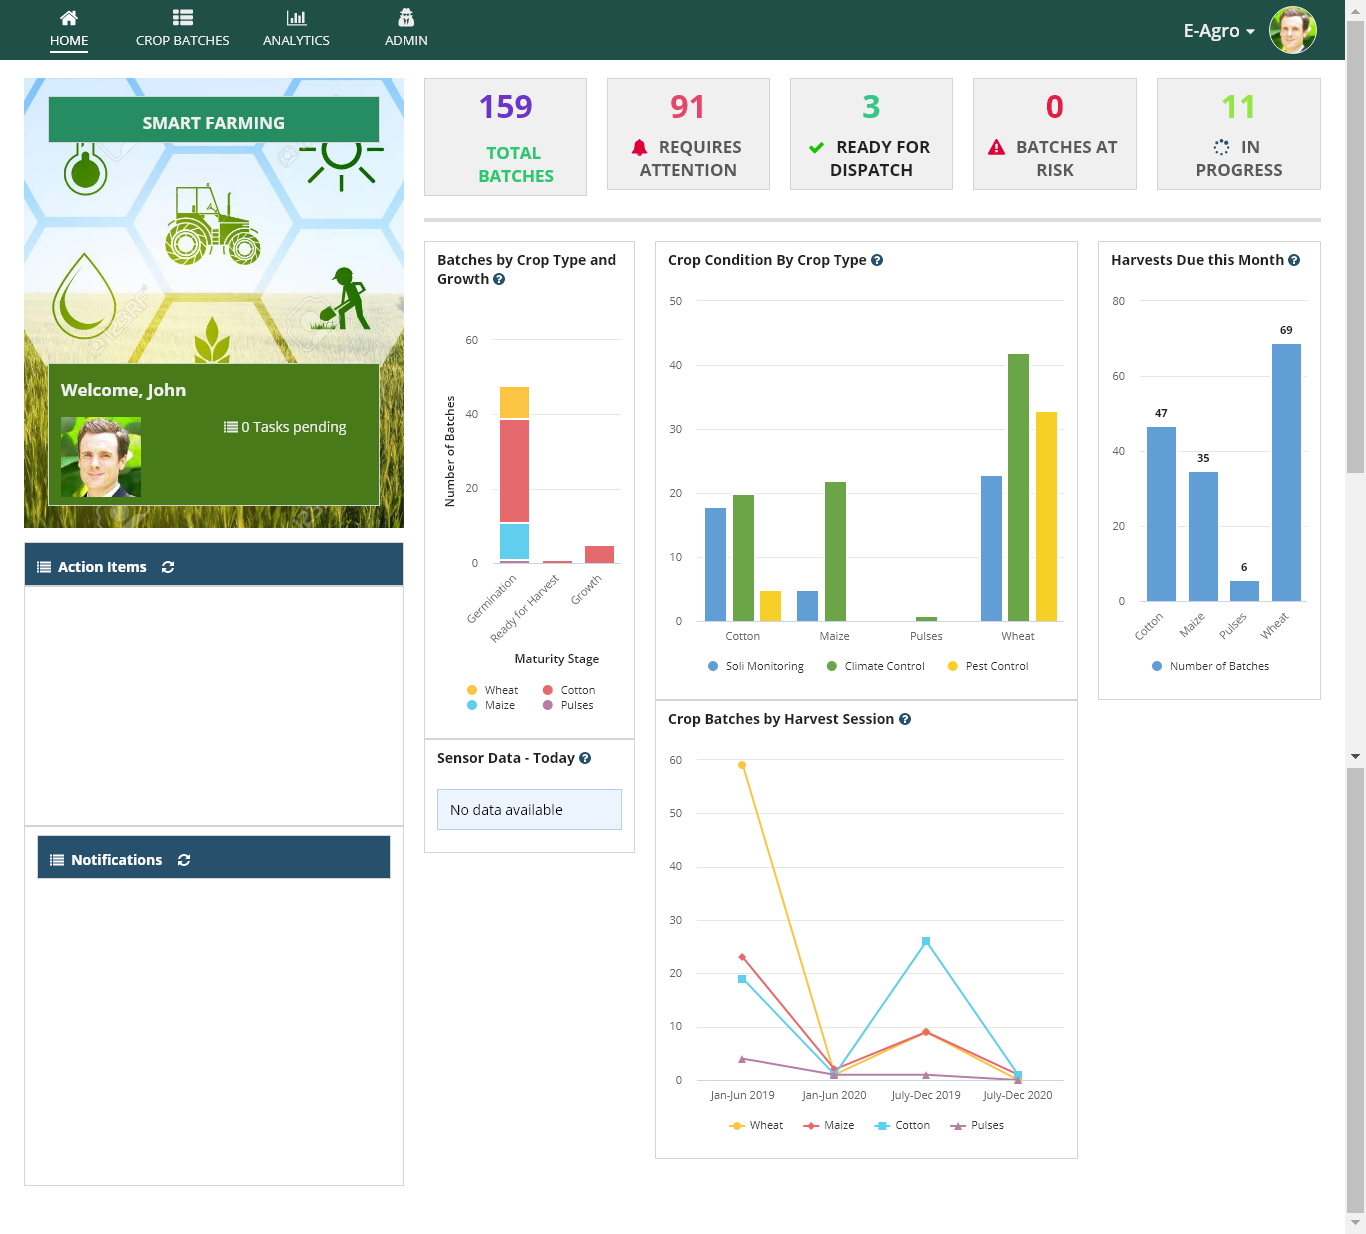 HOME
CROP BATCHES
ANALYTICS
ADMIN
E-Agro
SMART FARMING
Welcome, John
0 Tasks pending
Action Items
Notifications
159
TOTAL
BATCHES
91
REQUIRES
ATTENTION
3
READY FOR
DISPATCH
0
BATCHES AT
RISK
11
IN
PROGRESS
Batches by Crop Type and
Growth
60
40
20
0
Number of Batches
Germination
Ready for Harvest
Growth
Maturity Stage
Wheat
Cotton
Maize
Pulses
Sensor Data - Today
No data available
Crop Condition By Crop Type
50
40
30
20
10
0
Cotton
Maize
Pulses
Wheat
Soli Monitoring
Climate Control
Pest Control
Crop Batches by Harvest Session
60
50
40
30
20
10
0
Jan-Jun 2019
Jan-Jun 2020
July-Dec 2019
July-Dec 2020
Wheat
Maize
Cotton
Pulses
Harvests Due this Month
80
60
40
20
0
47
35
6
69
Cotton
Maize
Pulses
Wheat
Number of Batches